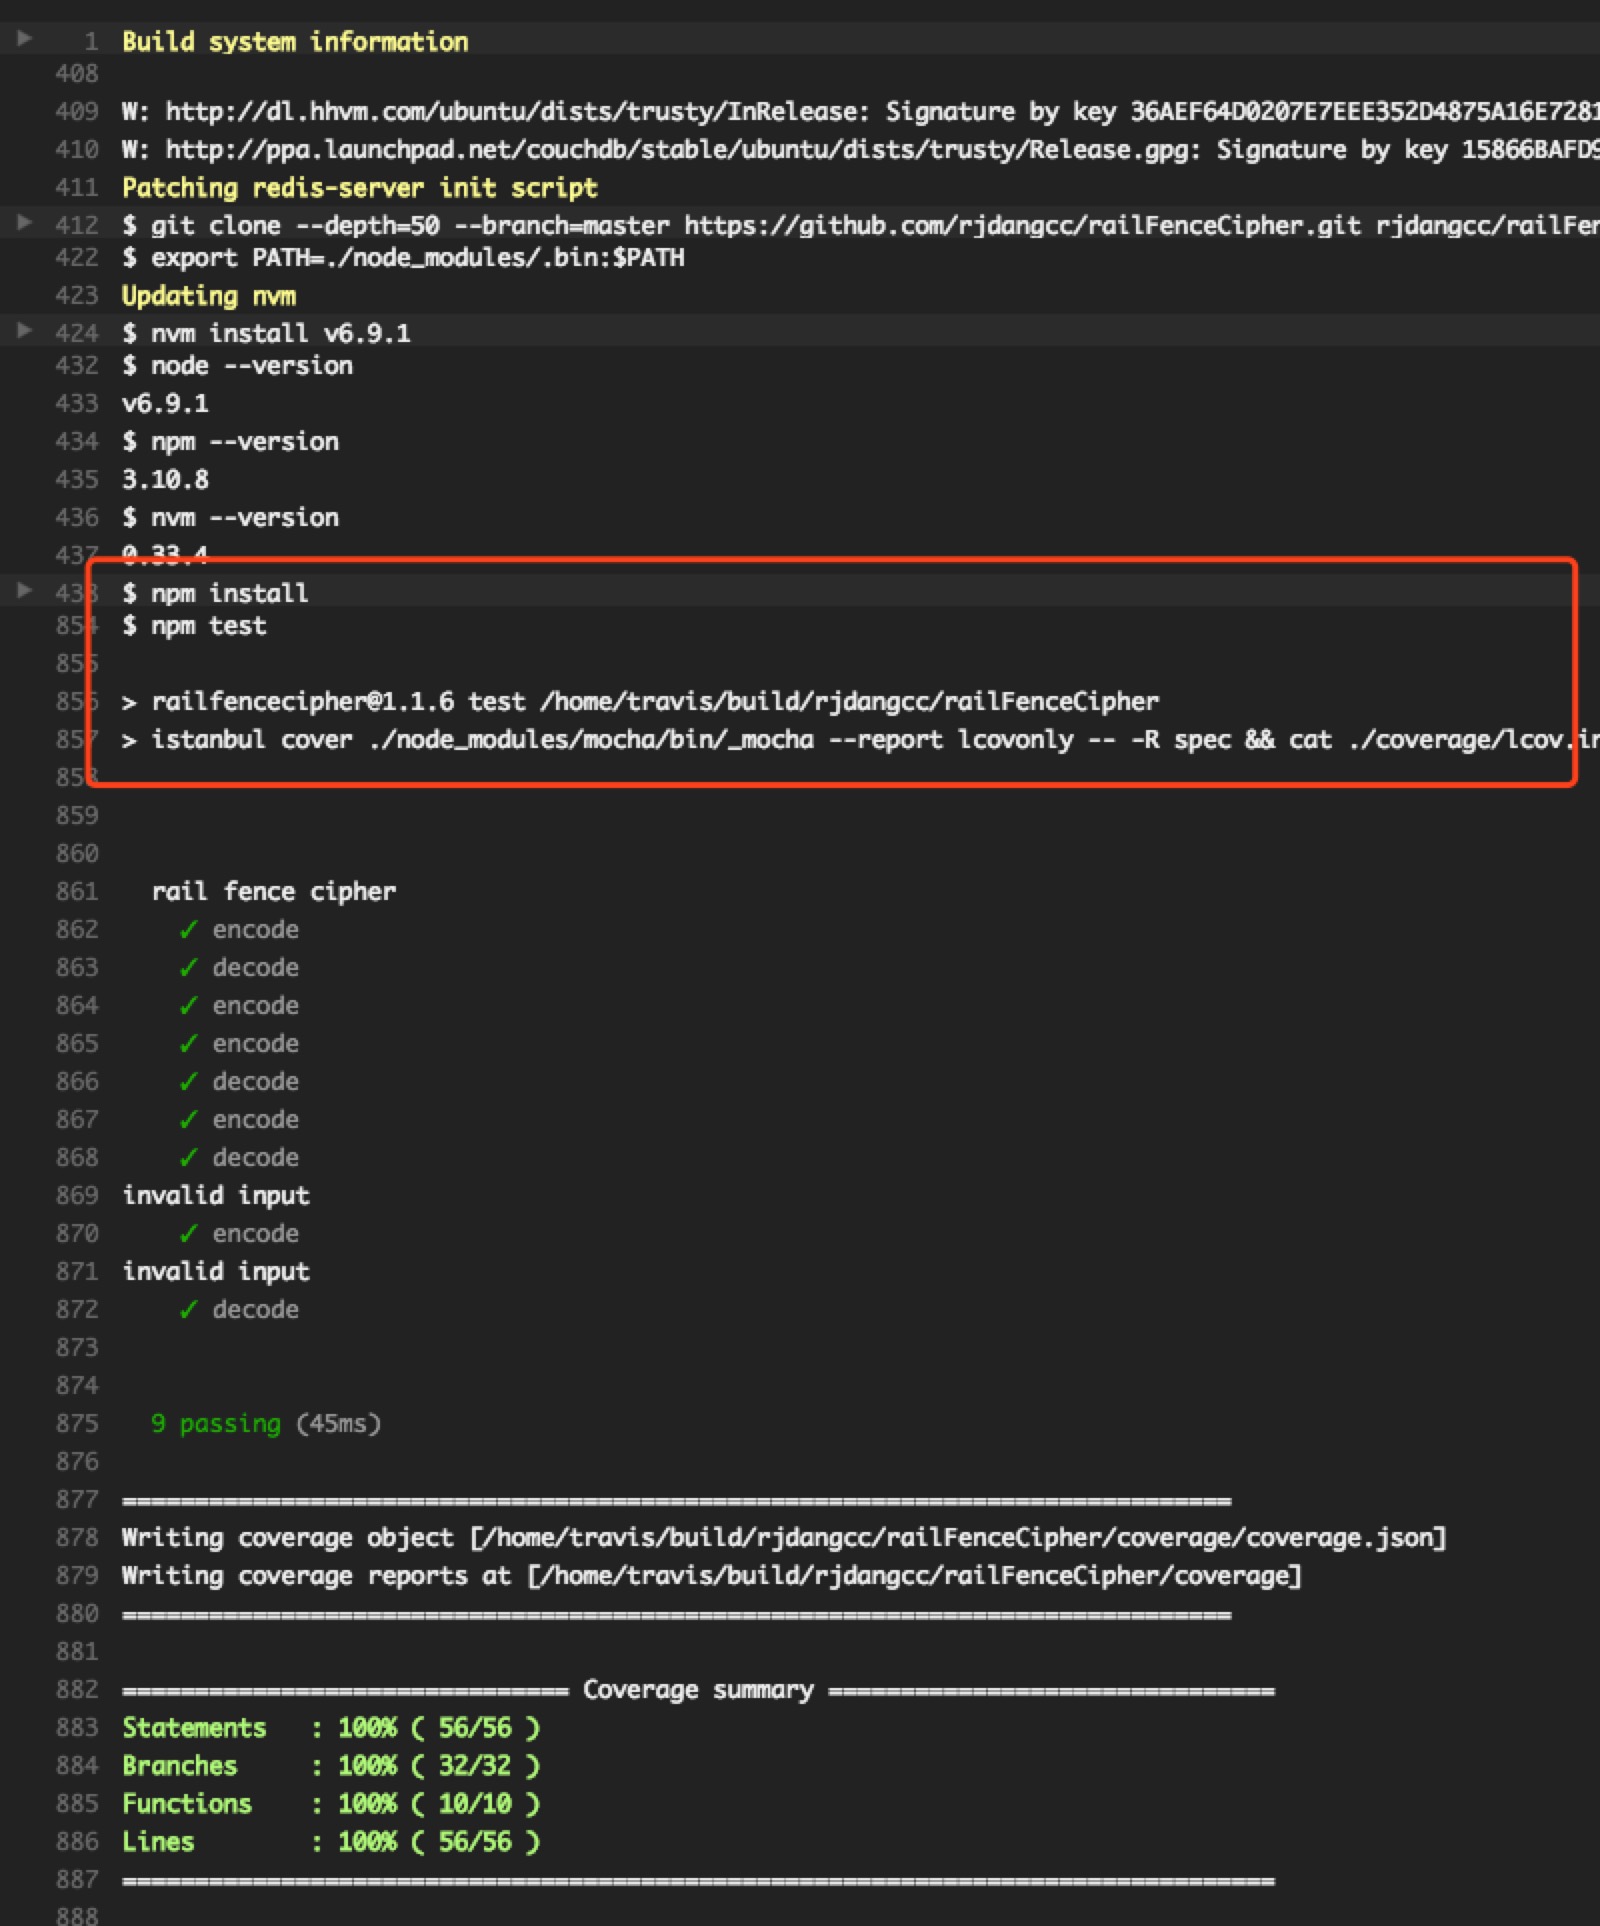 1 Build system information
408
409 W: http://dl.hhvm.com/ubuntu/dists/trusty/InRelease: Signature by key 36AEF64D0207E7EEE352D4875A16E7281
410 W: http://ppa.launchpad.net/couchdb/stable/ubuntu/dists/trusty/Release.gpg: Signature by key 15866BAFD9
411 Patching redis-server init script
412 $ git clone --depth=50 --branch=master https://github.com/rjdangcc/railFenceCipher.git rjdangcc/railFen
422 $ export PATH=./node_modules/.bin:$PATH
423 Updating nvm
424 $ nvm install v6.9.1
432 $ node --version
433 v6.9.1
434 $ npm --version
435 3.10.8
436 $ nvm --version
437 0.33.4
438 $ npm install
854 $ npm test
855
856 > railfencecipher@1.1.6 test /home/travis/build/rjdangcc/railFenceCipher
857 > istanbul cover ./node_modules/mocha/bin/_mocha --report lcovonly -- -R spec && cat ./coverage/lcov.in
858
859
860
861 rail fence cipher
862 ✓ encode
863 ✓ decode
864 ✓ encode
865 ✓ encode
866 ✓ decode
867 ✓ encode
868 ✓ decode
869 invalid input
870 ✓ encode
871 invalid input
872 ✓ decode
873
874
875 9 passing (45ms)
876
877 =============================================================================
878 Writing coverage object [/home/travis/build/rjdangcc/railFenceCipher/coverage/coverage.json]
879 Writing coverage reports at [/home/travis/build/rjdangcc/railFenceCipher/coverage]
880 =============================================================================
881
882 =============================== Coverage summary ===============================
883 Statements : 100% ( 56/56 )
884 Branches : 100% ( 32/32 )
885 Functions : 100% ( 10/10 )
886 Lines : 100% ( 56/56 )
887 ================================================================================
888